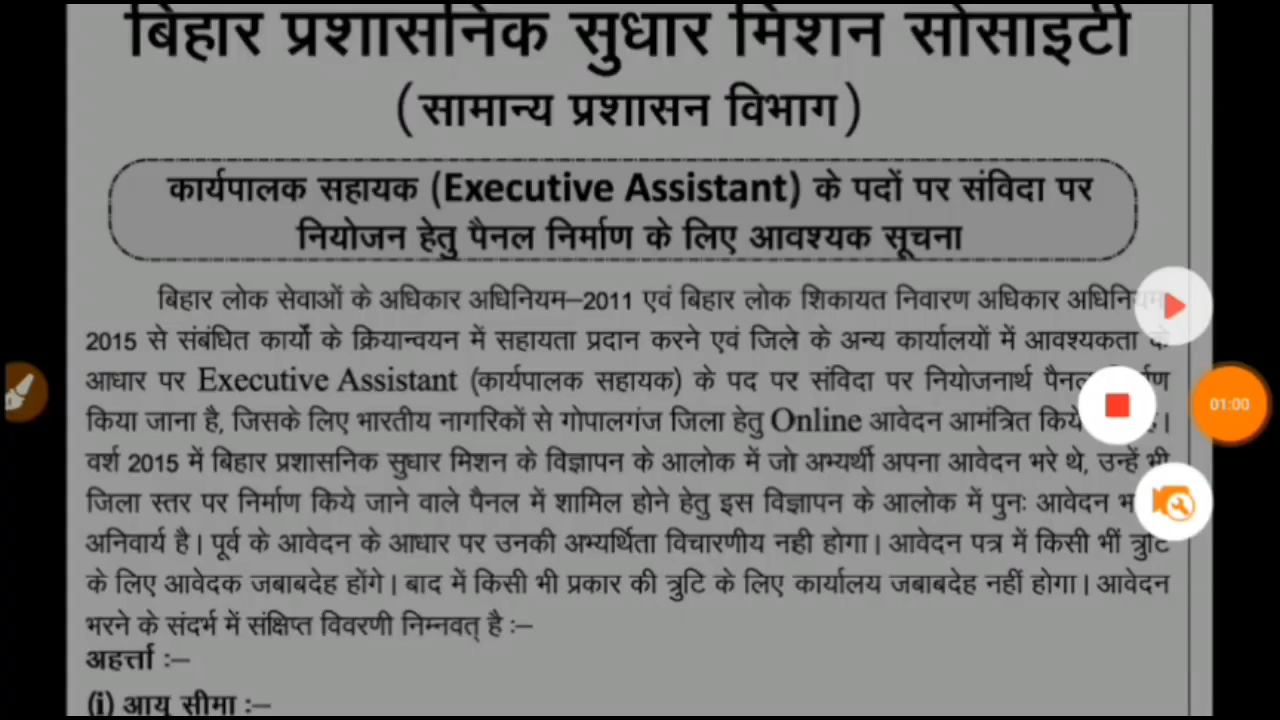 बिहार प्रशासनिक सुधार मिशन सोसाइटी
(सामान्य प्रशासन विभाग)
कार्यपालक सहायक (Executive Assistant) के पदों पर संविदा पर
नियोजन हेतु पैनल निर्माण के लिए आवश्यक सूचना
बिहार लोक सेवाओं के अधिकार अधिनियम–2011 एवं बिहार लोक शिकायत निवारण अधिकार
2015 से संबंधित कार्यों के क्रियान्वयन में सहायता प्रदान करने एवं जिले के अन्य कार्यालयों में आवश्यकता के
आधार पर Executive Assistant (कार्यपालक सहायक) के पद पर संविदा पर नियोजनार्थ
किया जाना है, जिसके लिए भारतीय नागरिकों से गोपालगंज जिला हेतु Online आवेदन आमंत्रित किये
01:00
वर्श 2015 में बिहार प्रशासनिक सुधार मिशन के विज्ञापन के आलोक में जो अभ्यर्थी अपना आवेदन भरे थे, उन्हें भी
जिला स्तर पर निर्माण किये जाने वाले पैनल में शामिल होने हेतु इस विज्ञापन के आलोक में पुनः आवेदन
अनिवार्य है। पूर्व के आवेदन के आधार पर उनकी अभ्यर्थिता विचारणीय नही होगा। आवेदन पत्र में किसी भीं त्रुटि
के लिए आवेदक जबाबदेह होंगे। बाद में किसी भी प्रकार की त्रुटि के लिए कार्यालय जबाबदेह नहीं होगा। आवेदन
भरने के संदर्भ में संक्षिप्त विवरणी निम्नवत् है :–
अहर्त्ता :–
(i) आयु सीमा :–